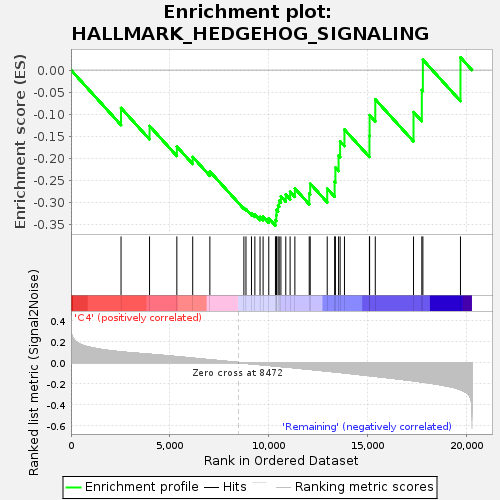 Enrichment plot:
HALLMARK_HEDGEHOG_SIGNALING
Enrichment score (ES)
0.00
-0.05
-0.10
-0.15
-0.20
-0.25
-0.30
-0.35
'C4' (positively correlated)
Ranked list metric (Signal2Noise)
0.4
0.2
0.0
-0.2
-0.4
-0.6
Zero cross at 8472
'Remaining' (negatively correlated)
0
5,000
10,000
15,000
20,000
Rank in Ordered Dataset
Enrichment profile
Hits
Ranking metric scores